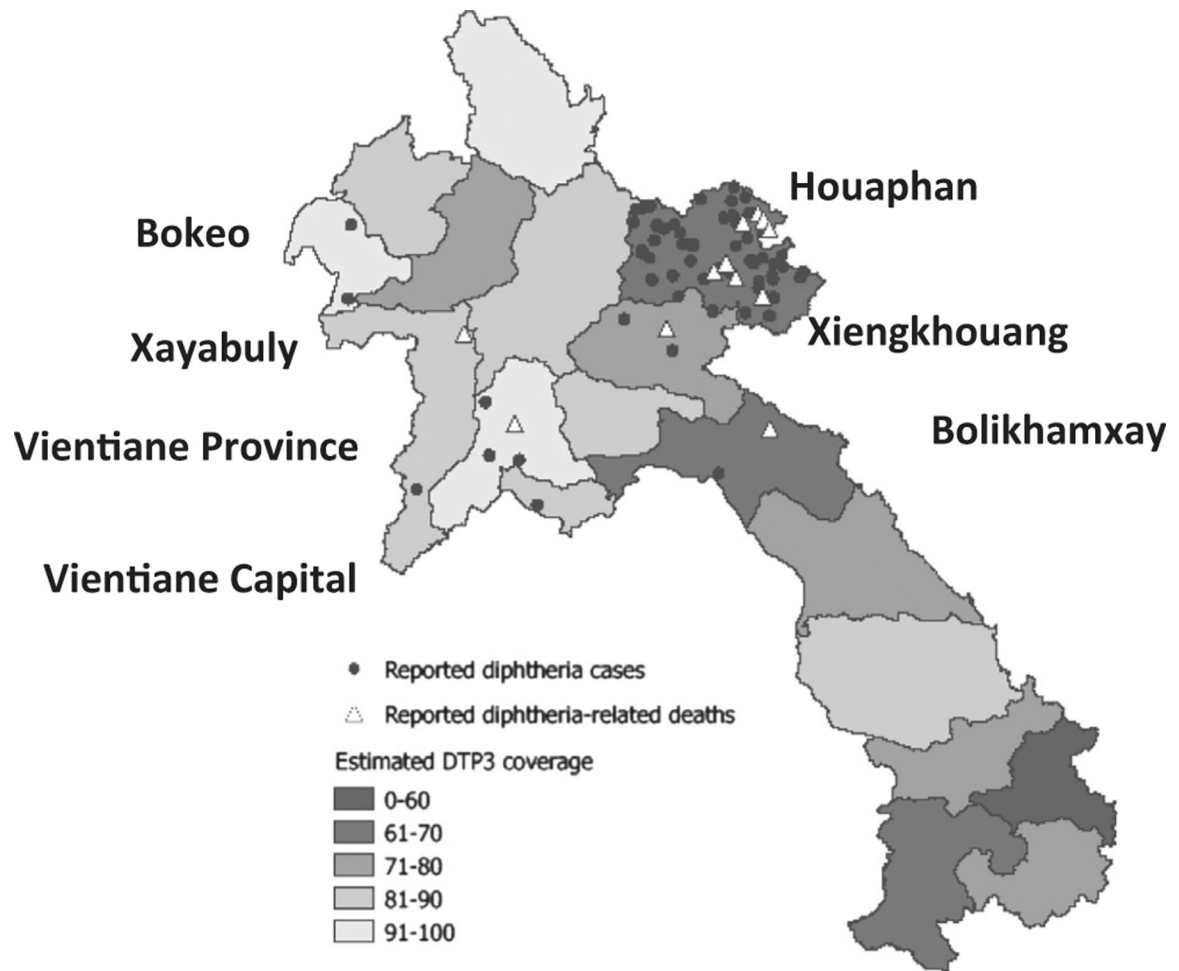 Houaphan
Bokeo
Xayabuly
Xiengkhouang
Vientiane Province
Bolikhamxay
Vientiane Capital
Reported diphtheria cases
Reported diphtheria-related deaths
Estimated DTP3 coverage
0-60
61-70
71-80
81-90
91-100